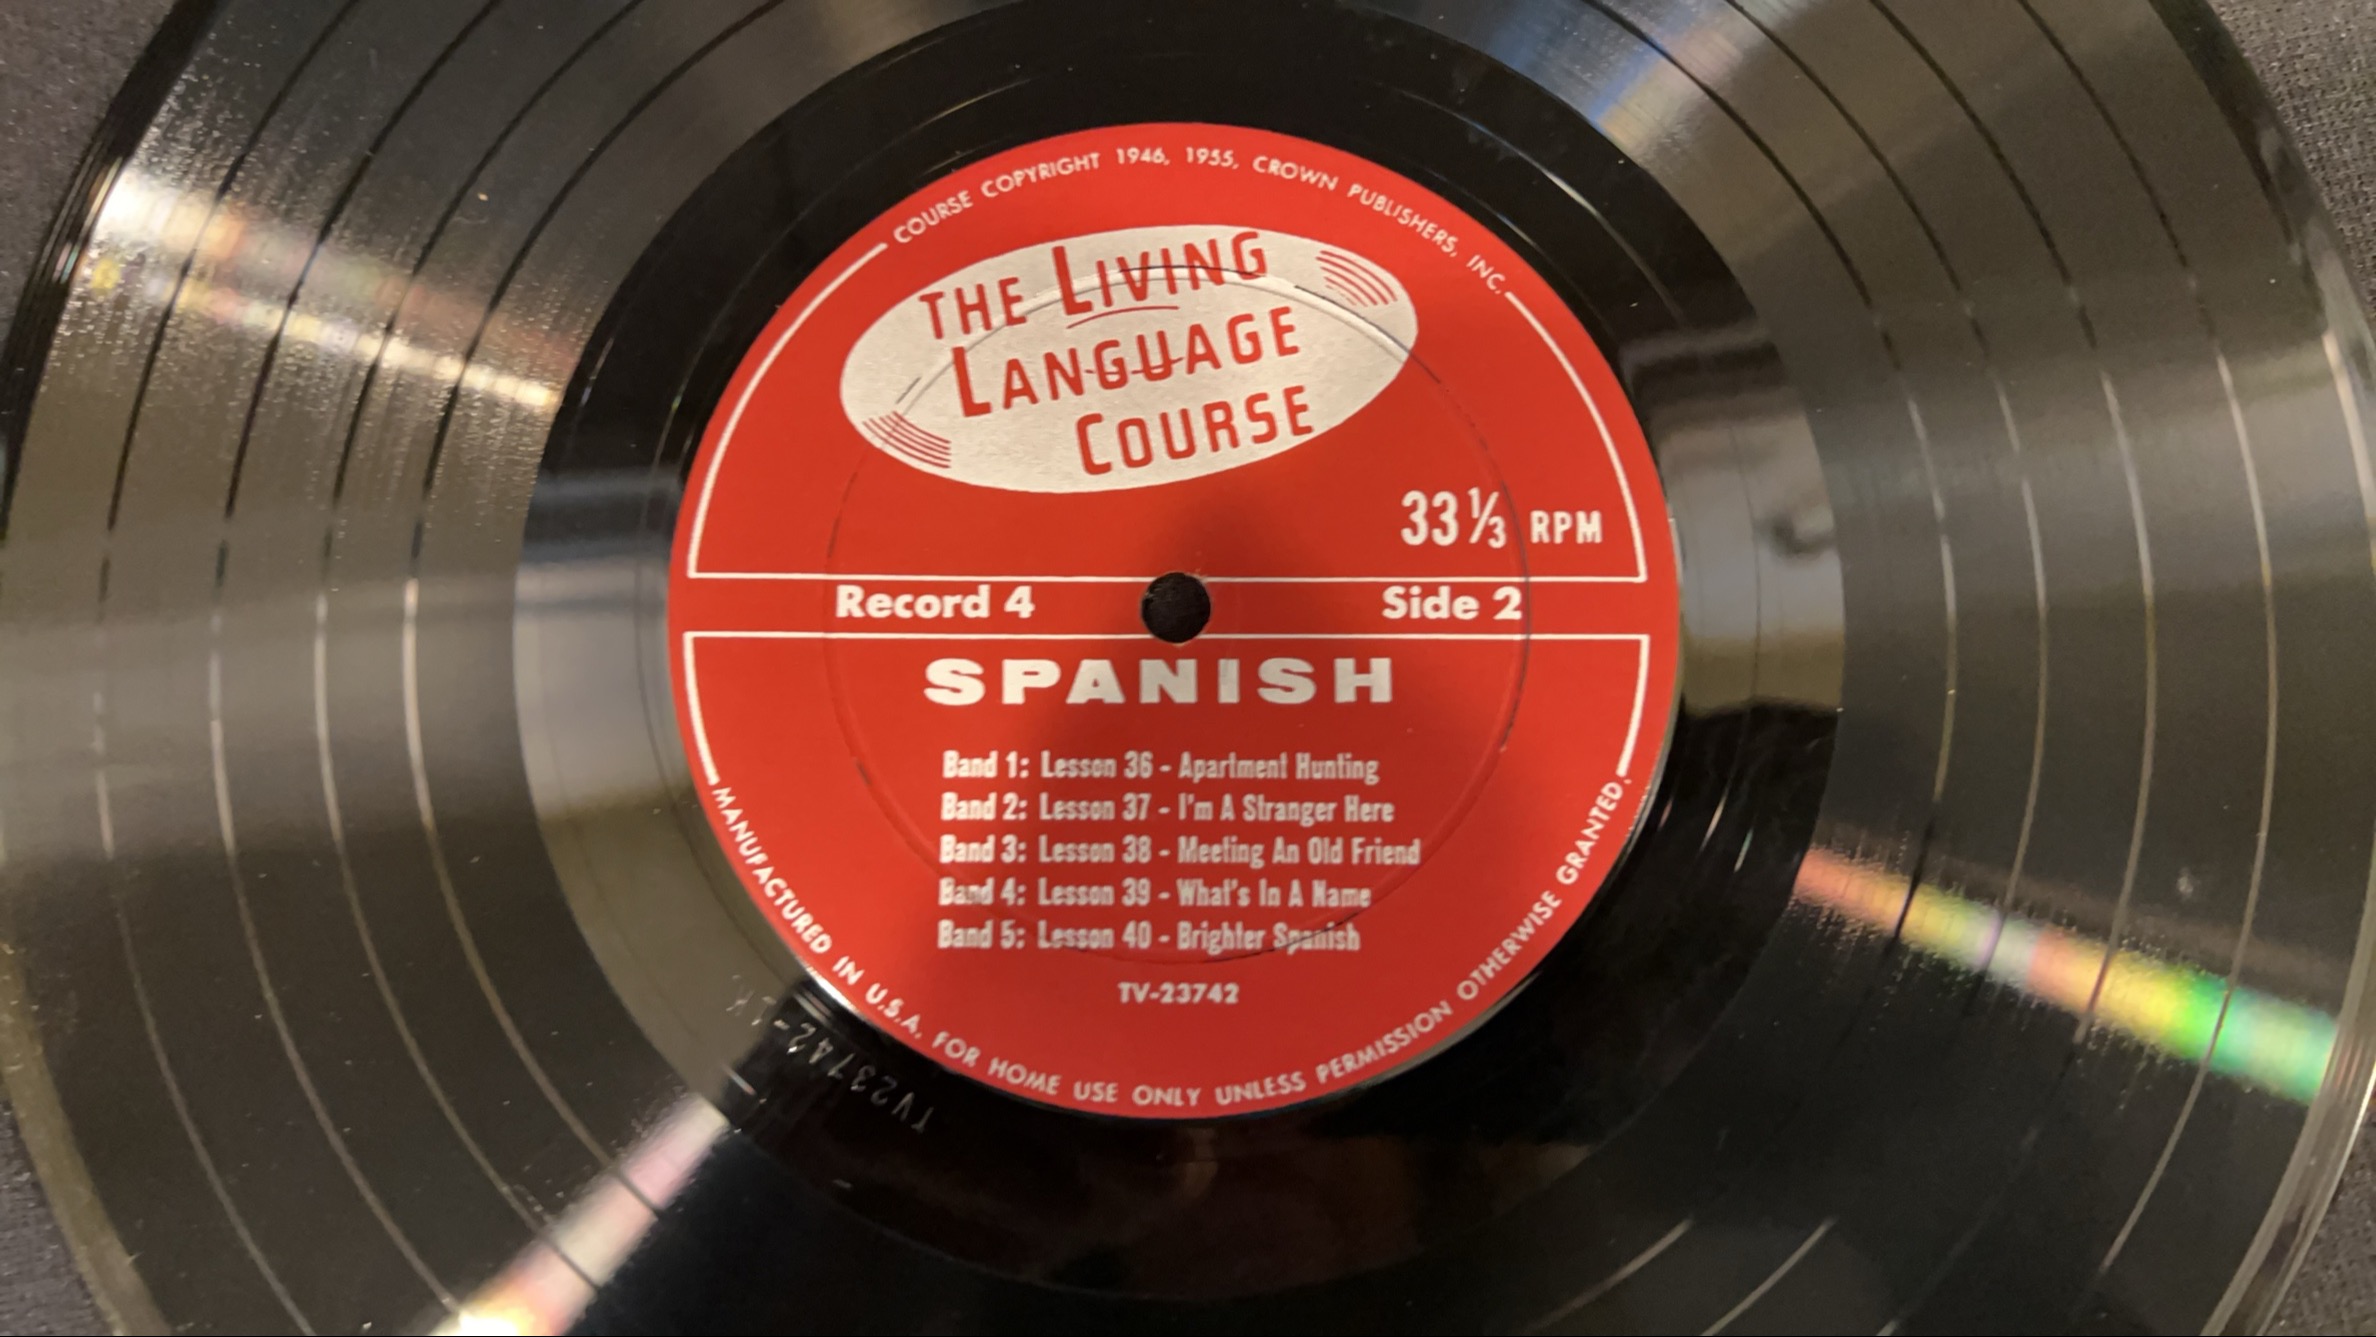 COURSE COPYRIGHT 1946, 1955, CROWN PUBLISHERS, INC.
THE LIVING
LANGUAGE
COURSE
33 ⅓ RPM
Record 4 Side 2
SPANISH
Band 1: Lesson 36 - Apartment Hunting
Band 2: Lesson 37 - I'm A Stranger Here
Band 3: Lesson 38 - Meeting An Old Friend
Band 4: Lesson 39 - What's In A Name
Band 5: Lesson 40 - Brighter Spanish
TV-23742
MANUFACTURED IN U.S.A. FOR HOME USE ONLY UNLESS PERMISSION OTHERWISE GRANTED.
TV23742-